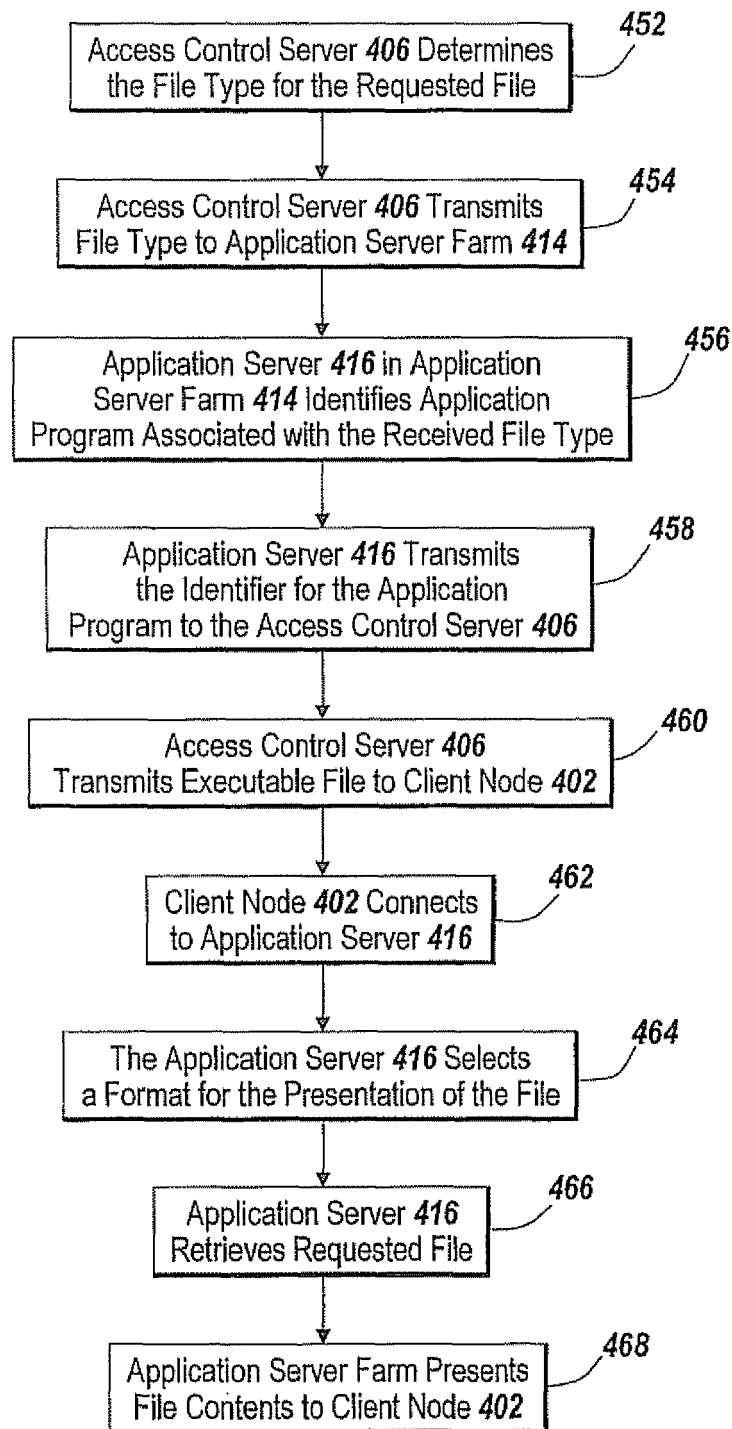 452
Access Control Server 406 Determines
the File Type for the Requested File
454
Access Control Server 406 Transmits
File Type to Application Server Farm 414
456
Application Server 416 in Application
Server Farm 414 Identifies Application
Program Associated with the Received File Type
458
Application Server 416 Transmits
the Identifier for the Application
Program to the Access Control Server 406
460
Access Control Server 406
Transmits Executable File to Client Node 402
462
Client Node 402 Connects
to Application Server 416
464
The Application Server 416 Selects
a Format for the Presentation of the File
466
Application Server 416
Retrieves Requested File
468
Application Server Farm Presents
File Contents to Client Node 402